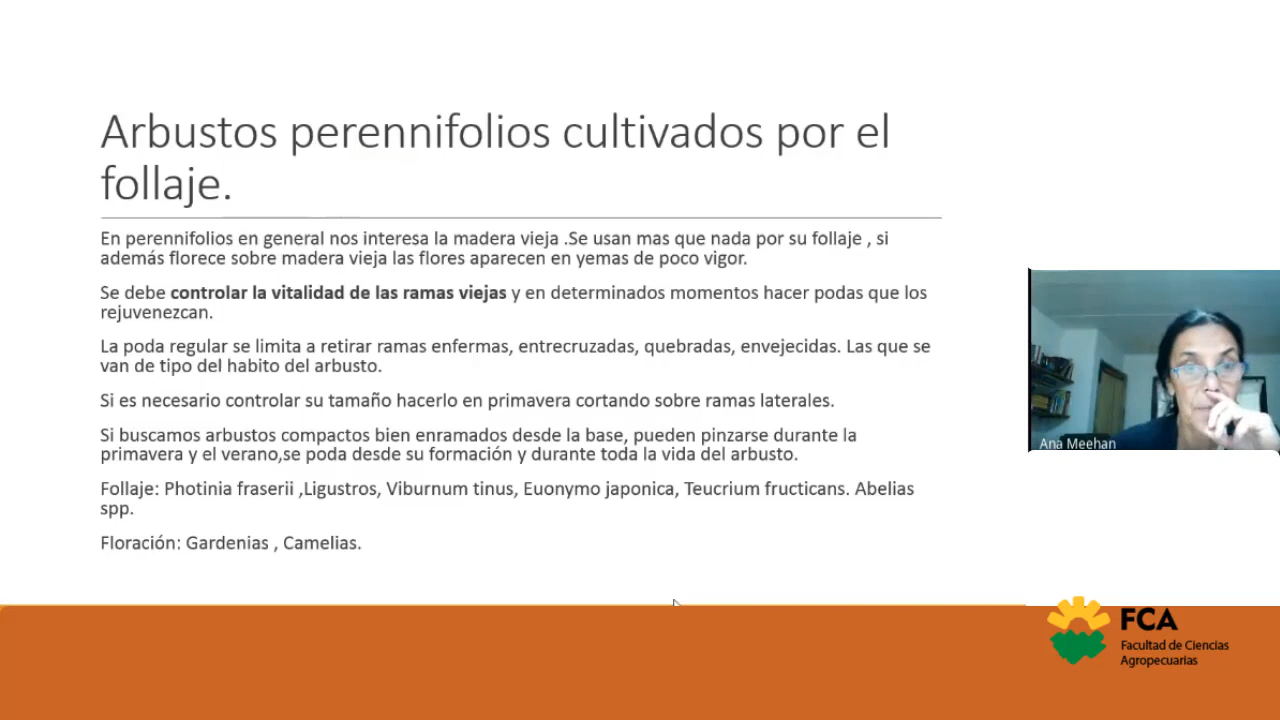 Arbustos perennifolios cultivados por el
follaje.
En perennifolios en general nos interesa la madera vieja .Se usan mas que nada por su follaje , si
además florece sobre madera vieja las flores aparecen en yemas de poco vigor.
Se debe controlar la vitalidad de las ramas viejas y en determinados momentos hacer podas que los
rejuvenezcan.
La poda regular se limita a retirar ramas enfermas, entrecruzadas, quebradas, envejecidas. Las que se
van de tipo del habito del arbusto.
Si es necesario controlar su tamaño hacerlo en primavera cortando sobre ramas laterales.
Si buscamos arbustos compactos bien enramados desde la base, pueden pinzarse durante la
primavera y el verano,se poda desde su formación y durante toda la vida del arbusto.
Follaje: Photinia fraserii ,Ligustros, Viburnum tinus, Euonymo japonica, Teucrium fructicans. Abelias
spp.
Floración: Gardenias , Camelias.
Ana Meehan
FCA
Facultad de Ciencias
Agropecuarias